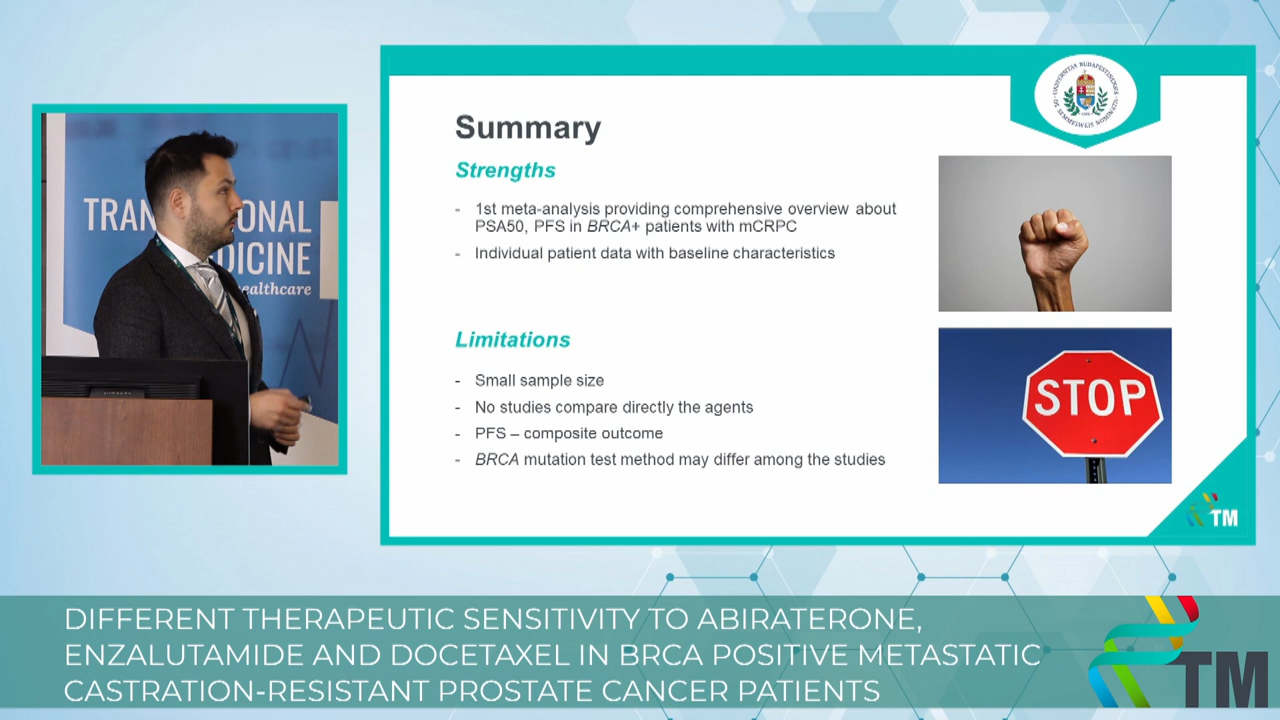 TRAN ONAL
DICINE
ealthcare
Summary
Strengths
- 1st meta-analysis providing comprehensive overview about
PSA50, PFS in BRCA+ patients with mCRPC
- Individual patient data with baseline characteristics
Limitations
- Small sample size
- No studies compare directly the agents
- PFS – composite outcome
- BRCA mutation test method may differ among the studies
STOP
TM
DIFFERENT THERAPEUTIC SENSITIVITY TO ABIRATERONE,
ENZALUTAMIDE AND DOCETAXEL IN BRCA POSITIVE METASTATIC
CASTRATION-RESISTANT PROSTATE CANCER PATIENTS
TM